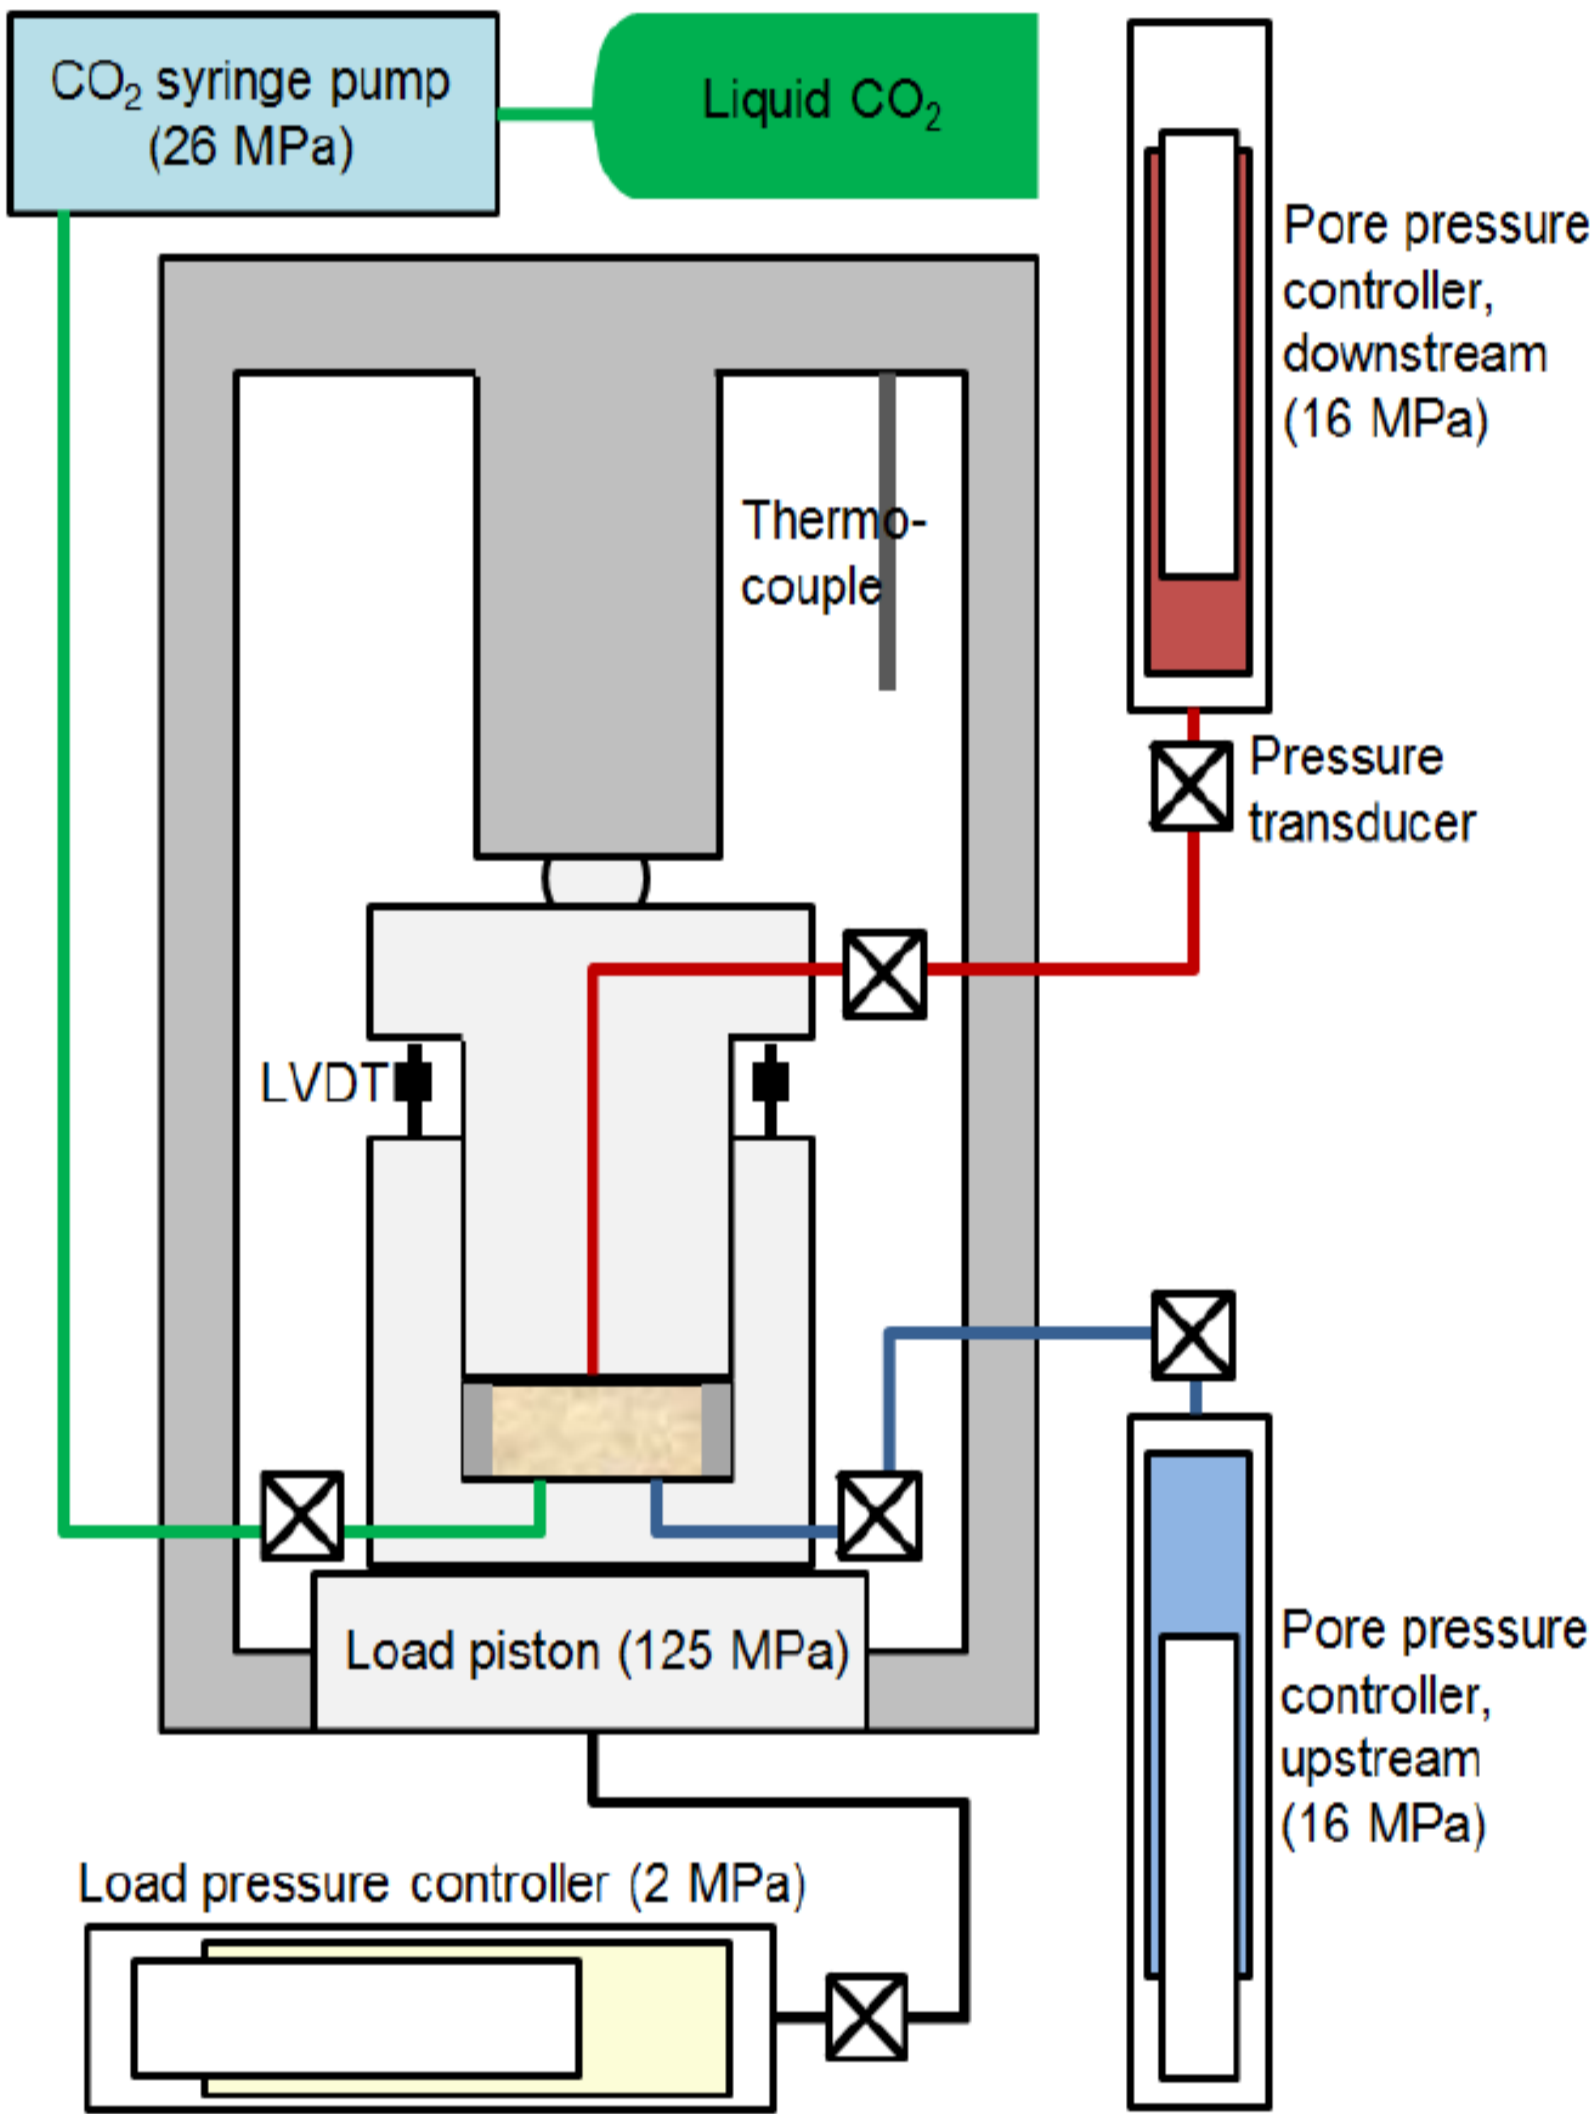 CO₂ syringe pump
(26 MPa)
Liquid CO₂
Pore pressure
controller,
downstream
(16 MPa)
Thermo-
couple
Pressure
transducer
LVDT
Load piston (125 MPa)
Pore pressure
controller,
upstream
(16 MPa)
Load pressure controller (2 MPa)